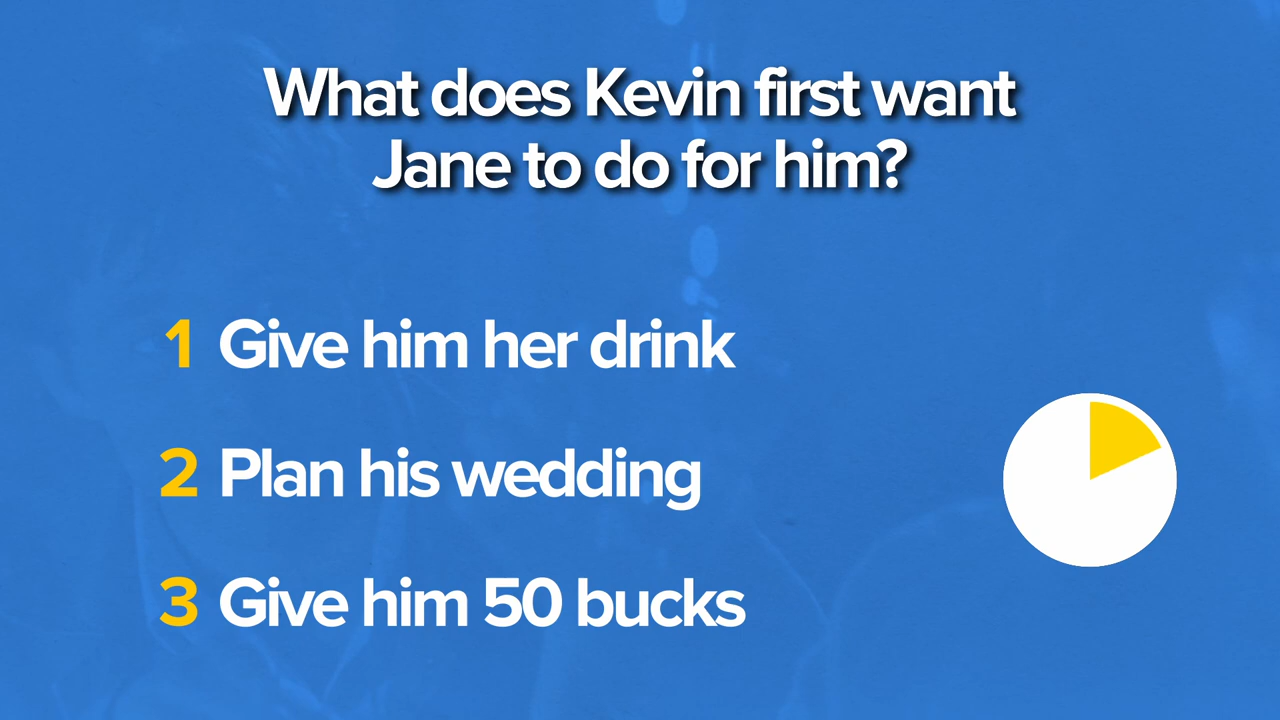 What does Kevin first want
Jane to do for him?
1 Give him her drink
2 Plan his wedding
3 Give him 50 bucks